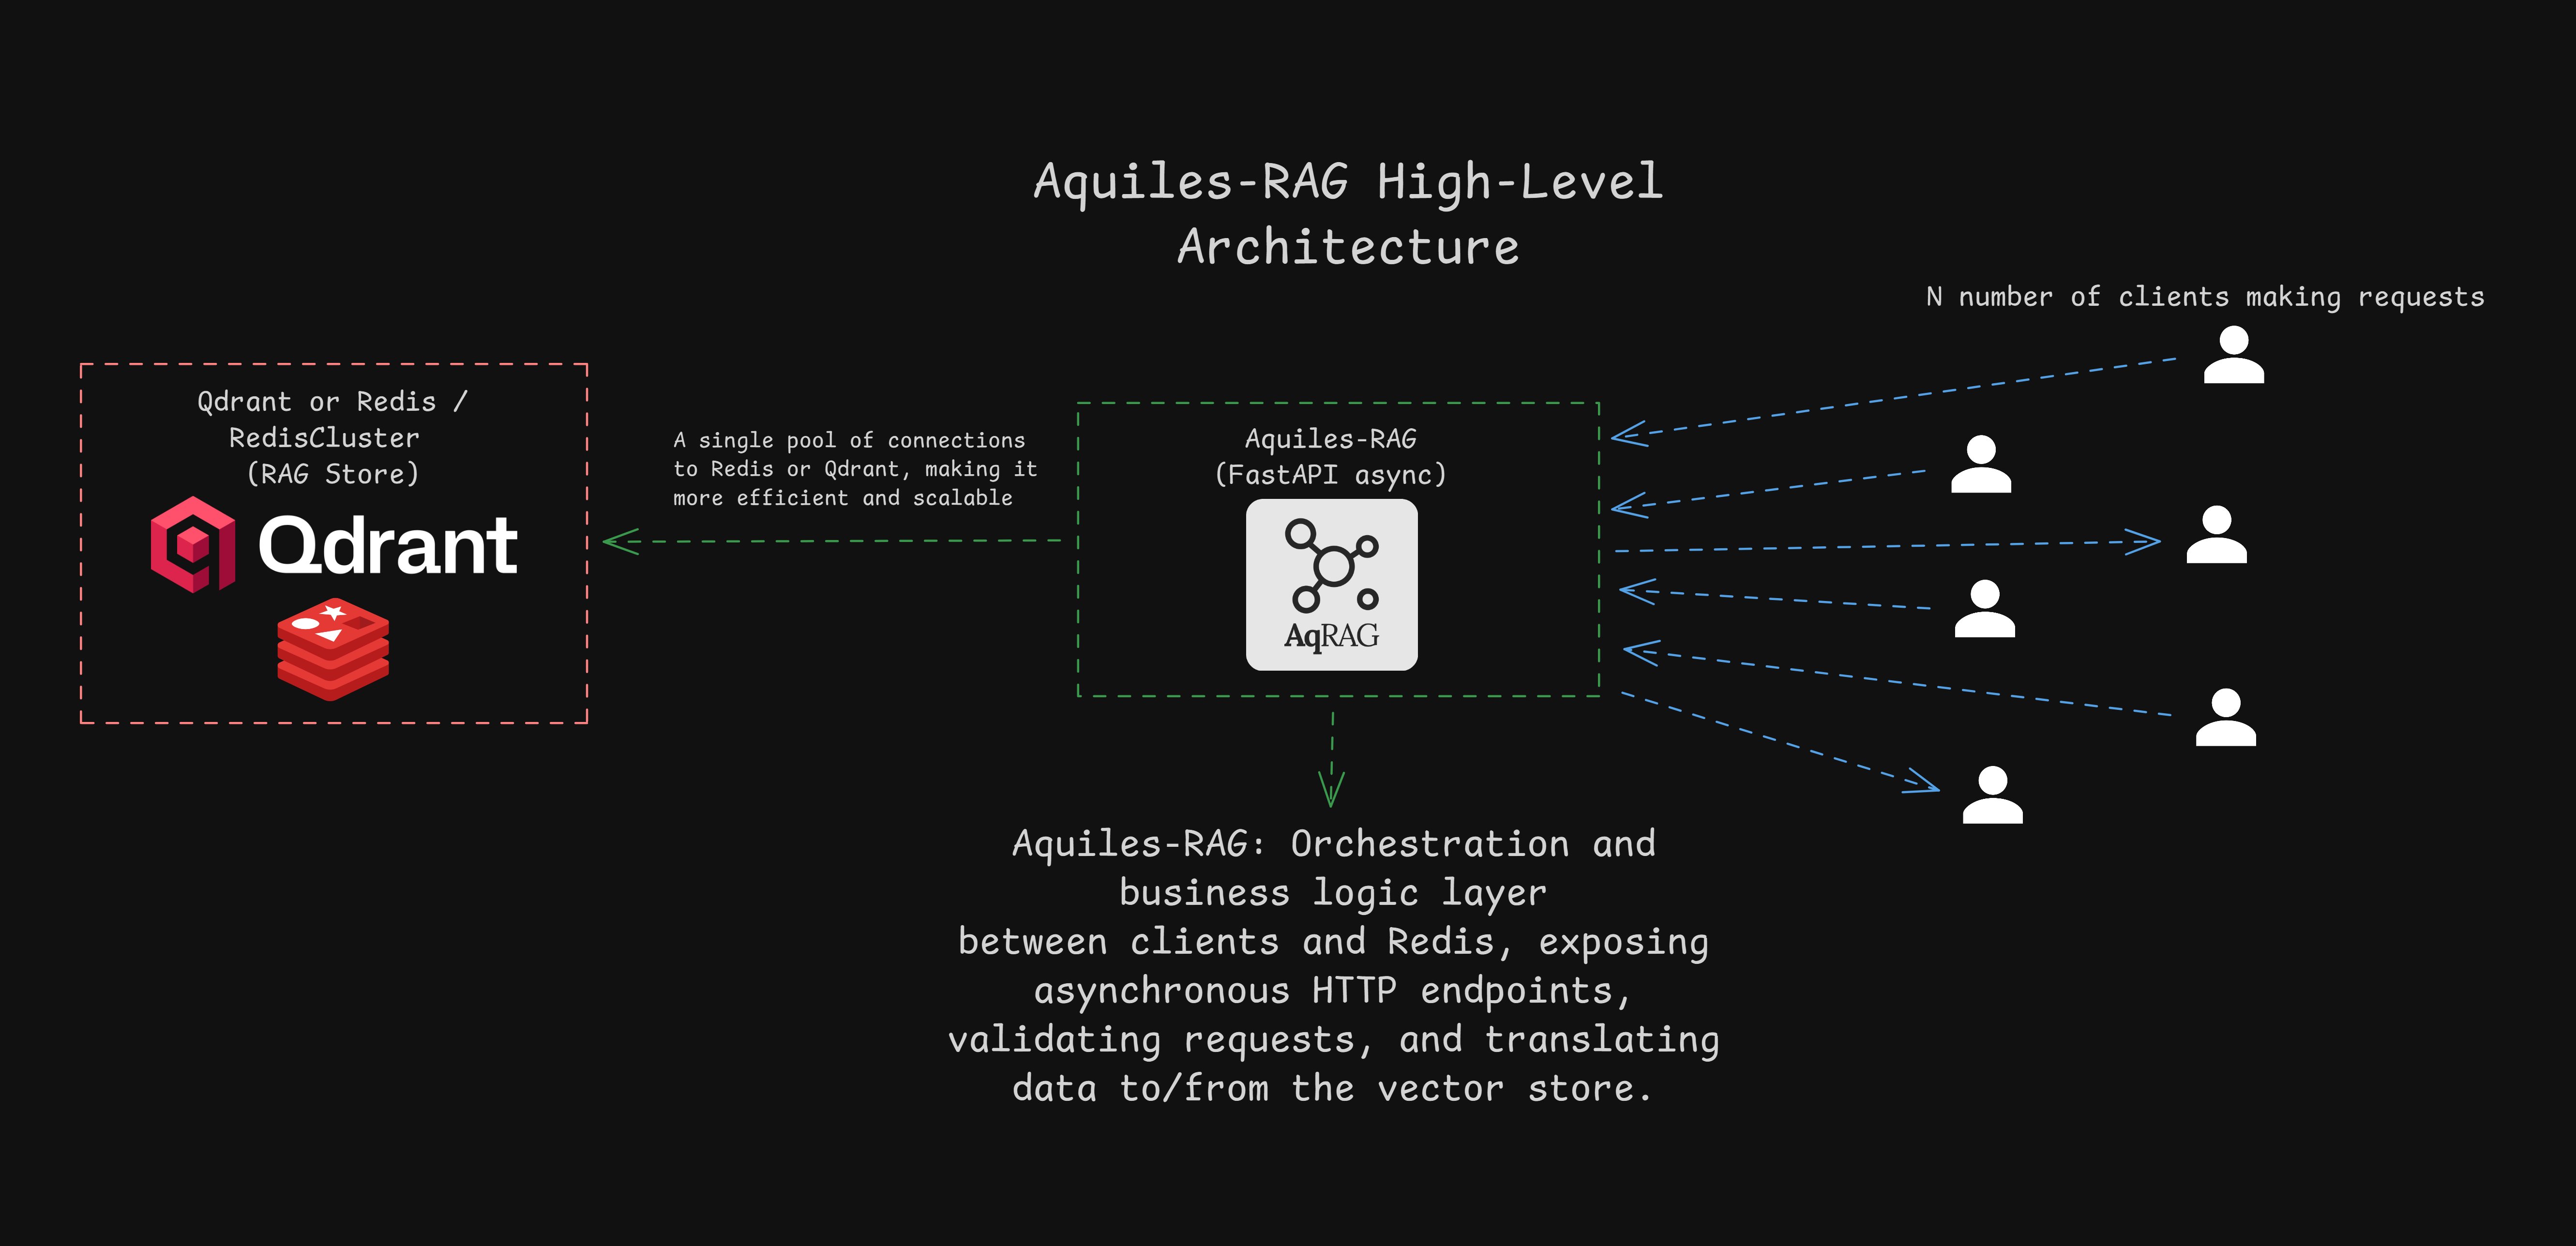 Aquiles-RAG High-Level
Architecture
N number of clients making requests
Qdrant or Redis /
RedisCluster
(RAG Store)
Qdrant
A single pool of connections
to Redis or Qdrant, making it
more efficient and scalable
Aquiles-RAG
(FastAPI async)
AqRAG
Aquiles-RAG: Orchestration and
business logic layer
between clients and Redis, exposing
asynchronous HTTP endpoints,
validating requests, and translating
data to/from the vector store.